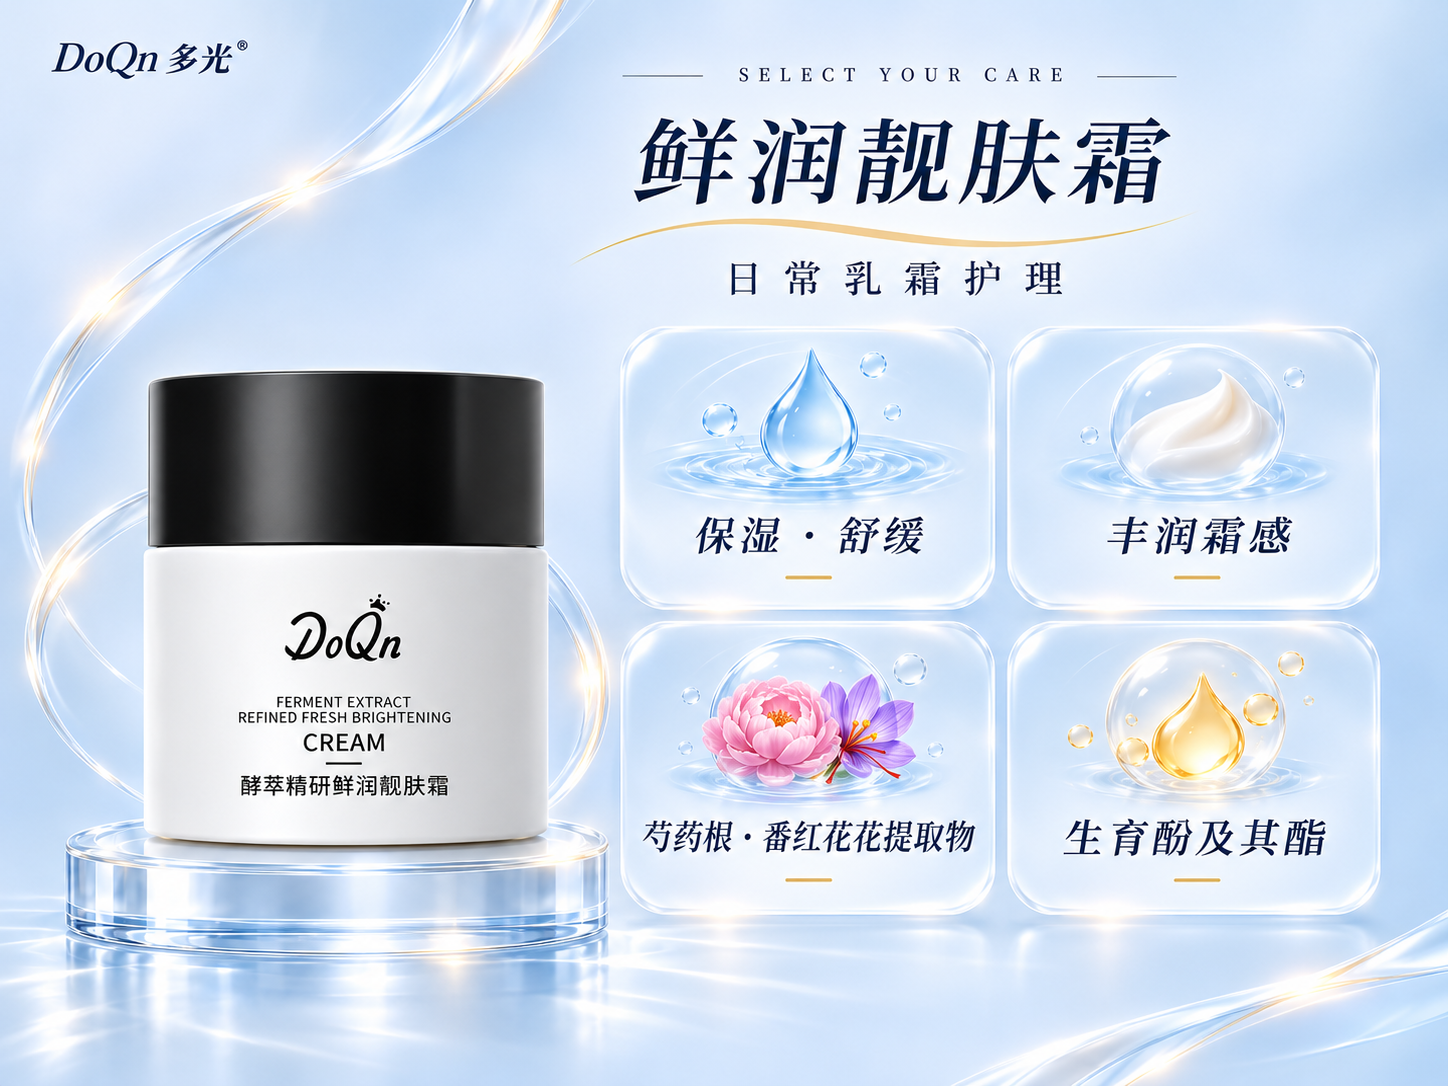 DoQn 多光®
SELECT YOUR CARE
鲜润靓肤霜
日常乳霜护理
保湿·舒缓
丰润霜感
芍药根·番红花花提取物
生育酚及其酯
DoQn
FERMENT EXTRACT
REFINED FRESH BRIGHTENING
CREAM
酵萃精研鲜润靓肤霜